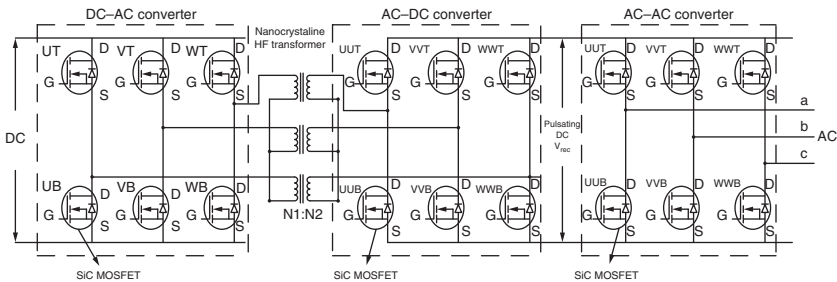 DC–AC converter
Nanocrystaline
HF transformer
AC–DC converter
AC–AC converter
UT D VT D WT D
G S G S G S
UUT D VVT D WWT D
G S G S G S
UUT D VVT D WWT D
G S G S G S
a
DC
Pulsating
DC
Vrec
b AC
c
UB D VB D WB D
G S G S G S
N1:N2
UUB D VVB D WWB D
G S G S G S
UUB D VVB D WWB D
G S G S G S
SiC MOSFET
SiC MOSFET
SiC MOSFET